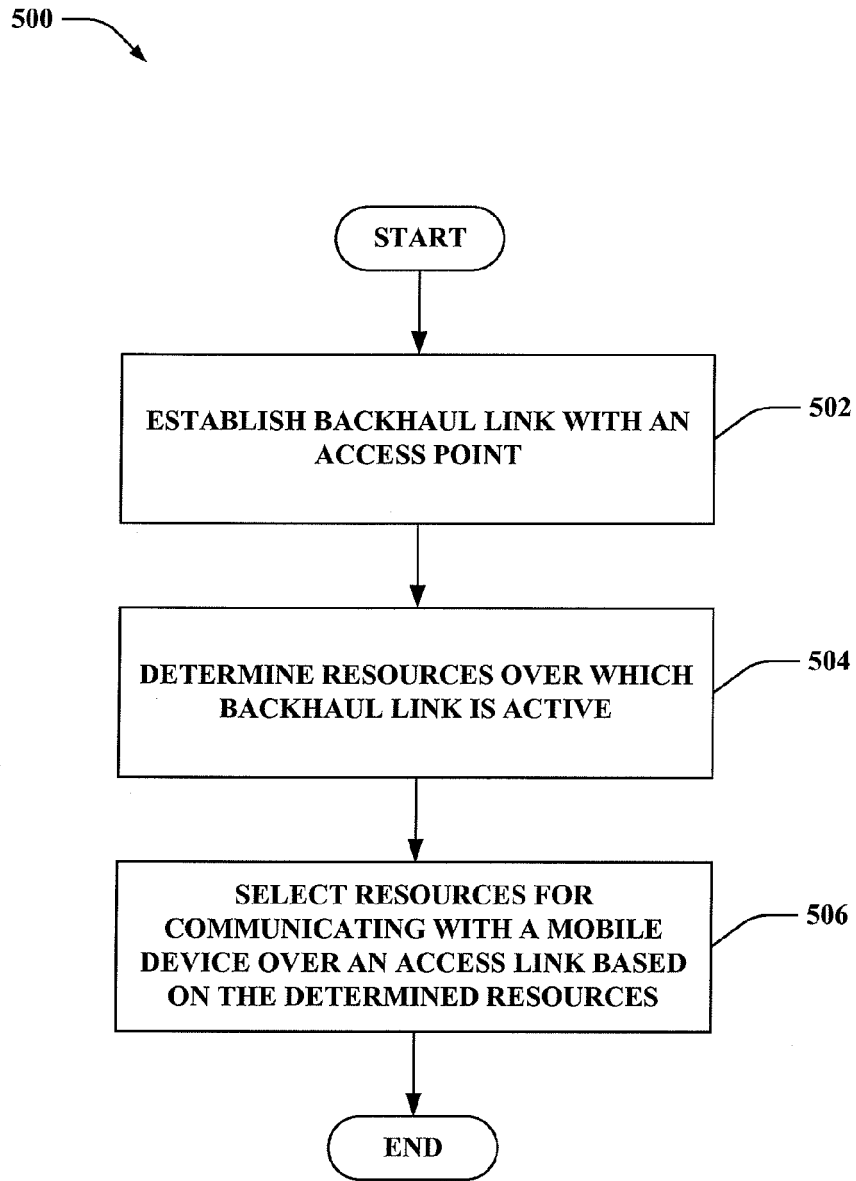 500
START
ESTABLISH BACKHAUL LINK WITH AN
ACCESS POINT
502
DETERMINE RESOURCES OVER WHICH
BACKHAUL LINK IS ACTIVE
504
SELECT RESOURCES FOR
COMMUNICATING WITH A MOBILE
DEVICE OVER AN ACCESS LINK BASED
ON THE DETERMINED RESOURCES
506
END